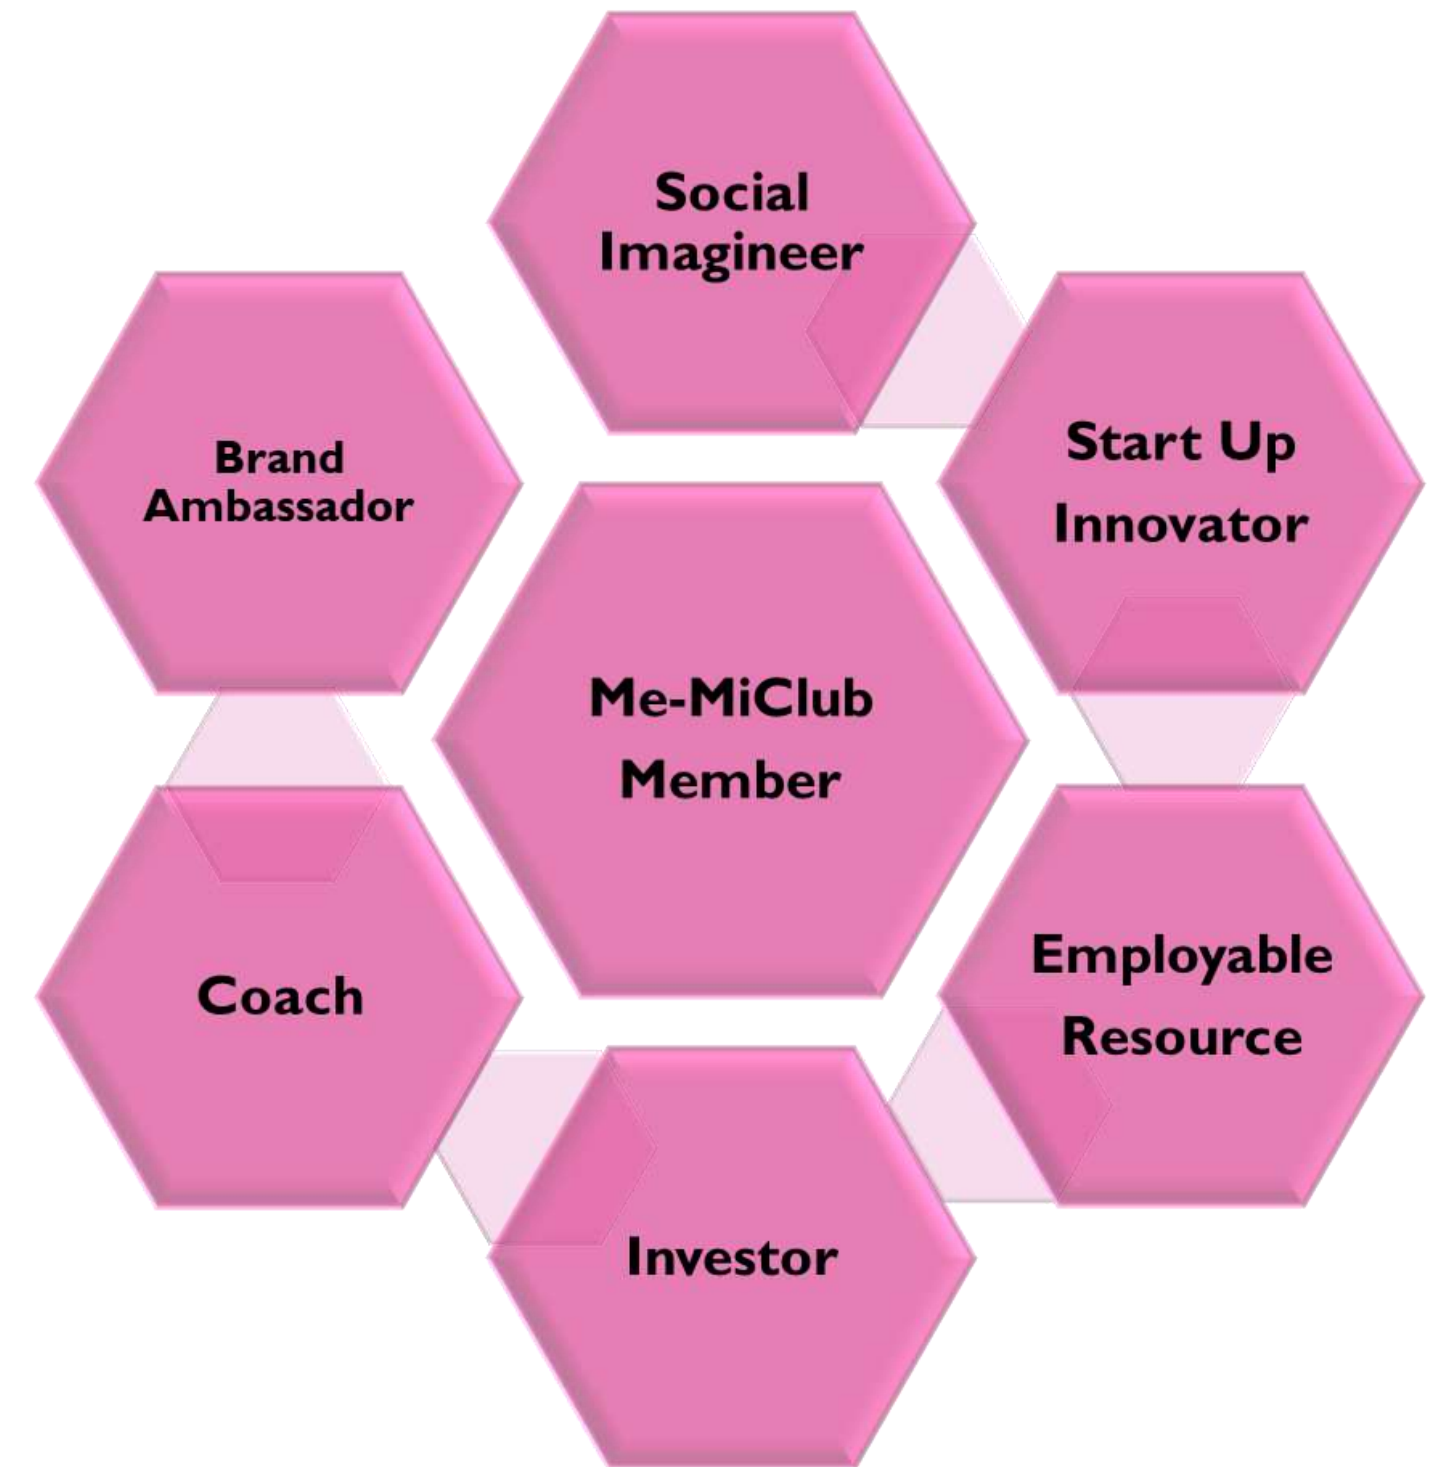 Social
Imagineer
Brand
Ambassador
Start Up
Innovator
Me-MiClub
Member
Coach
Employable
Resource
Investor